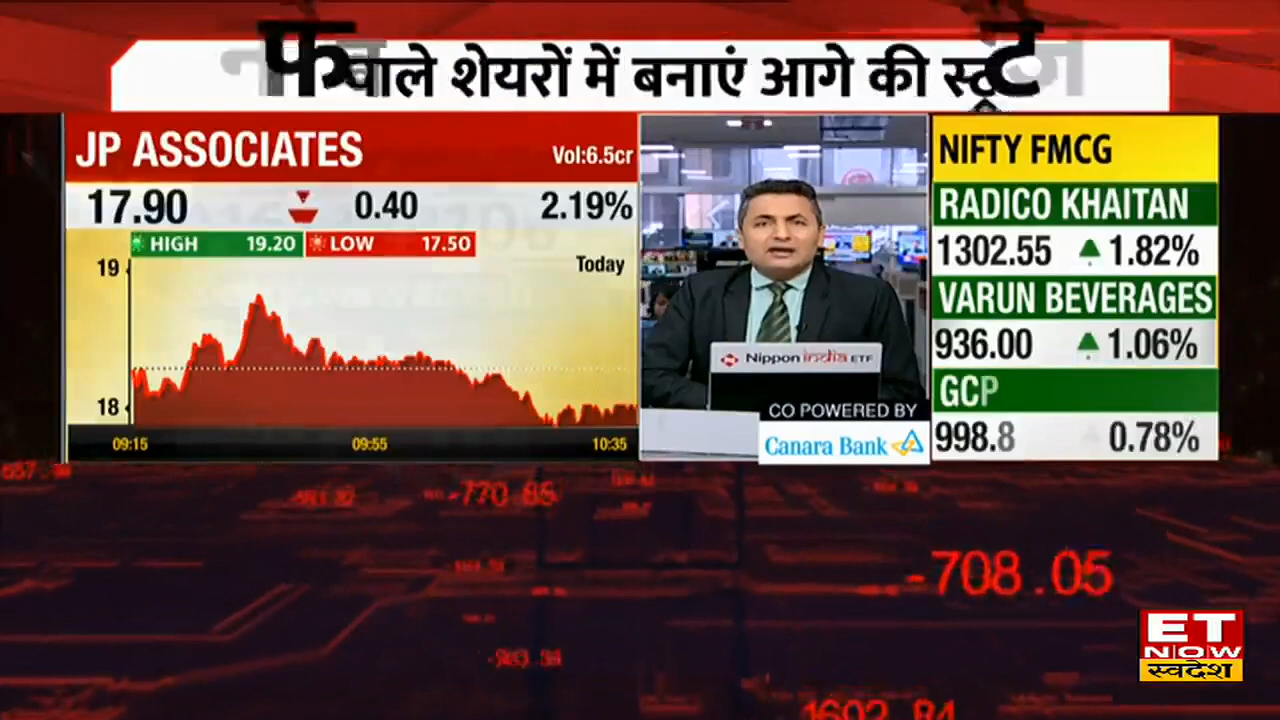 वाले शेयरों में बनाएं आगे की
JP ASSOCIATES
Vol:6.5cr
17.90 0.40 2.19%
HIGH 19.20 LOW 17.50
Today
19
18
09:15 09:55 10:35
Nippon india ETF
CO POWERED BY
Canara Bank
NIFTY FMCG
RADICO KHAITAN
1302.55 1.82%
VARUN BEVERAGES
936.00 1.06%
GCP
998.8 0.78%
-770.85
-708.05
ET
NOW
स्वदेश